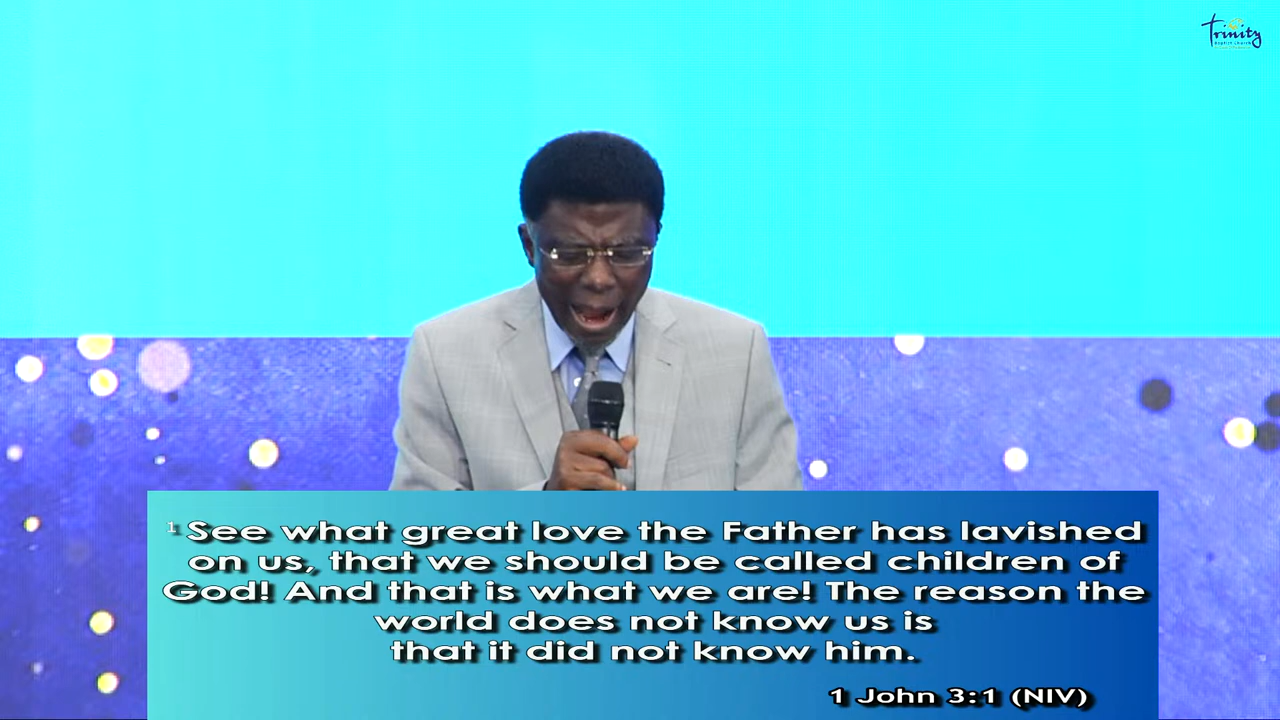 Trinity
Baptist Church
1 See what great love the Father has lavished
on us, that we should be called children of
God! And that is what we are! The reason the
world does not know us is
that it did not know him.
1 John 3:1 (NIV)